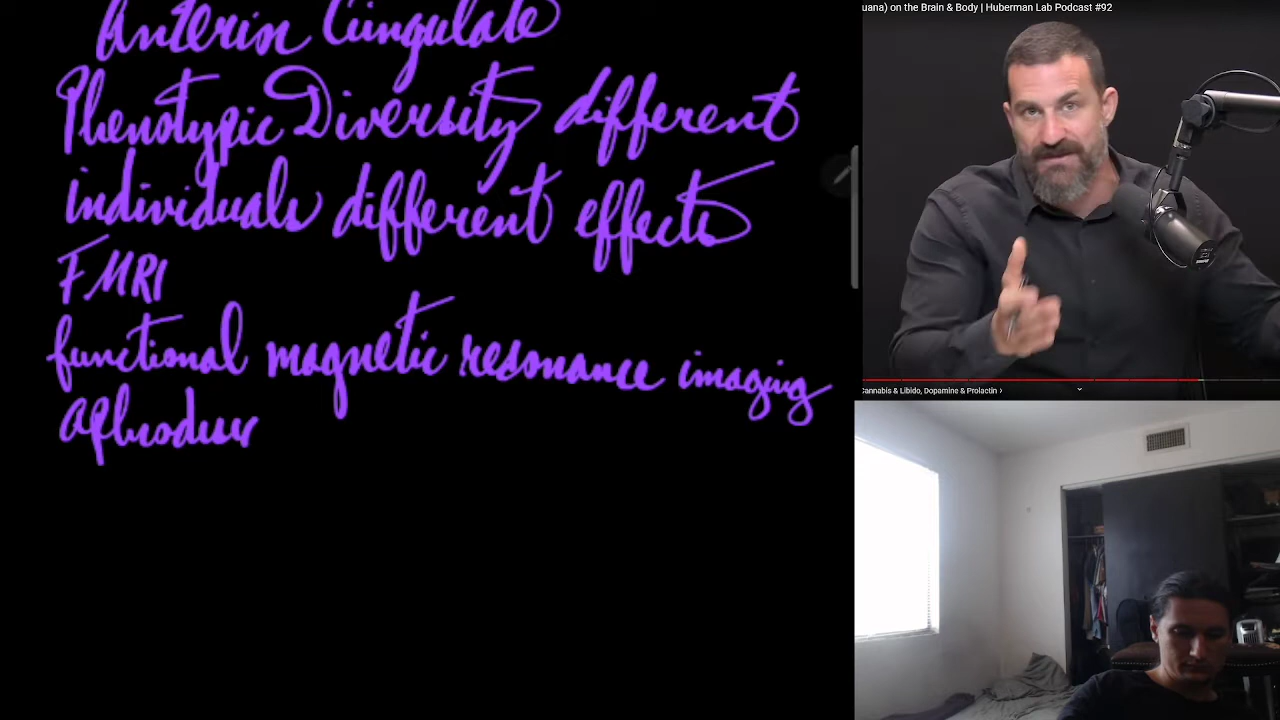 uana) on the Brain & Body | Huberman Lab Podcast #92
Anterior Cingulate
Phenotypic Diversity different
individuals different effects
FMRI
functional magnetic resonance imaging
Cannabis & Libido, Dopamine & Prolactin ›